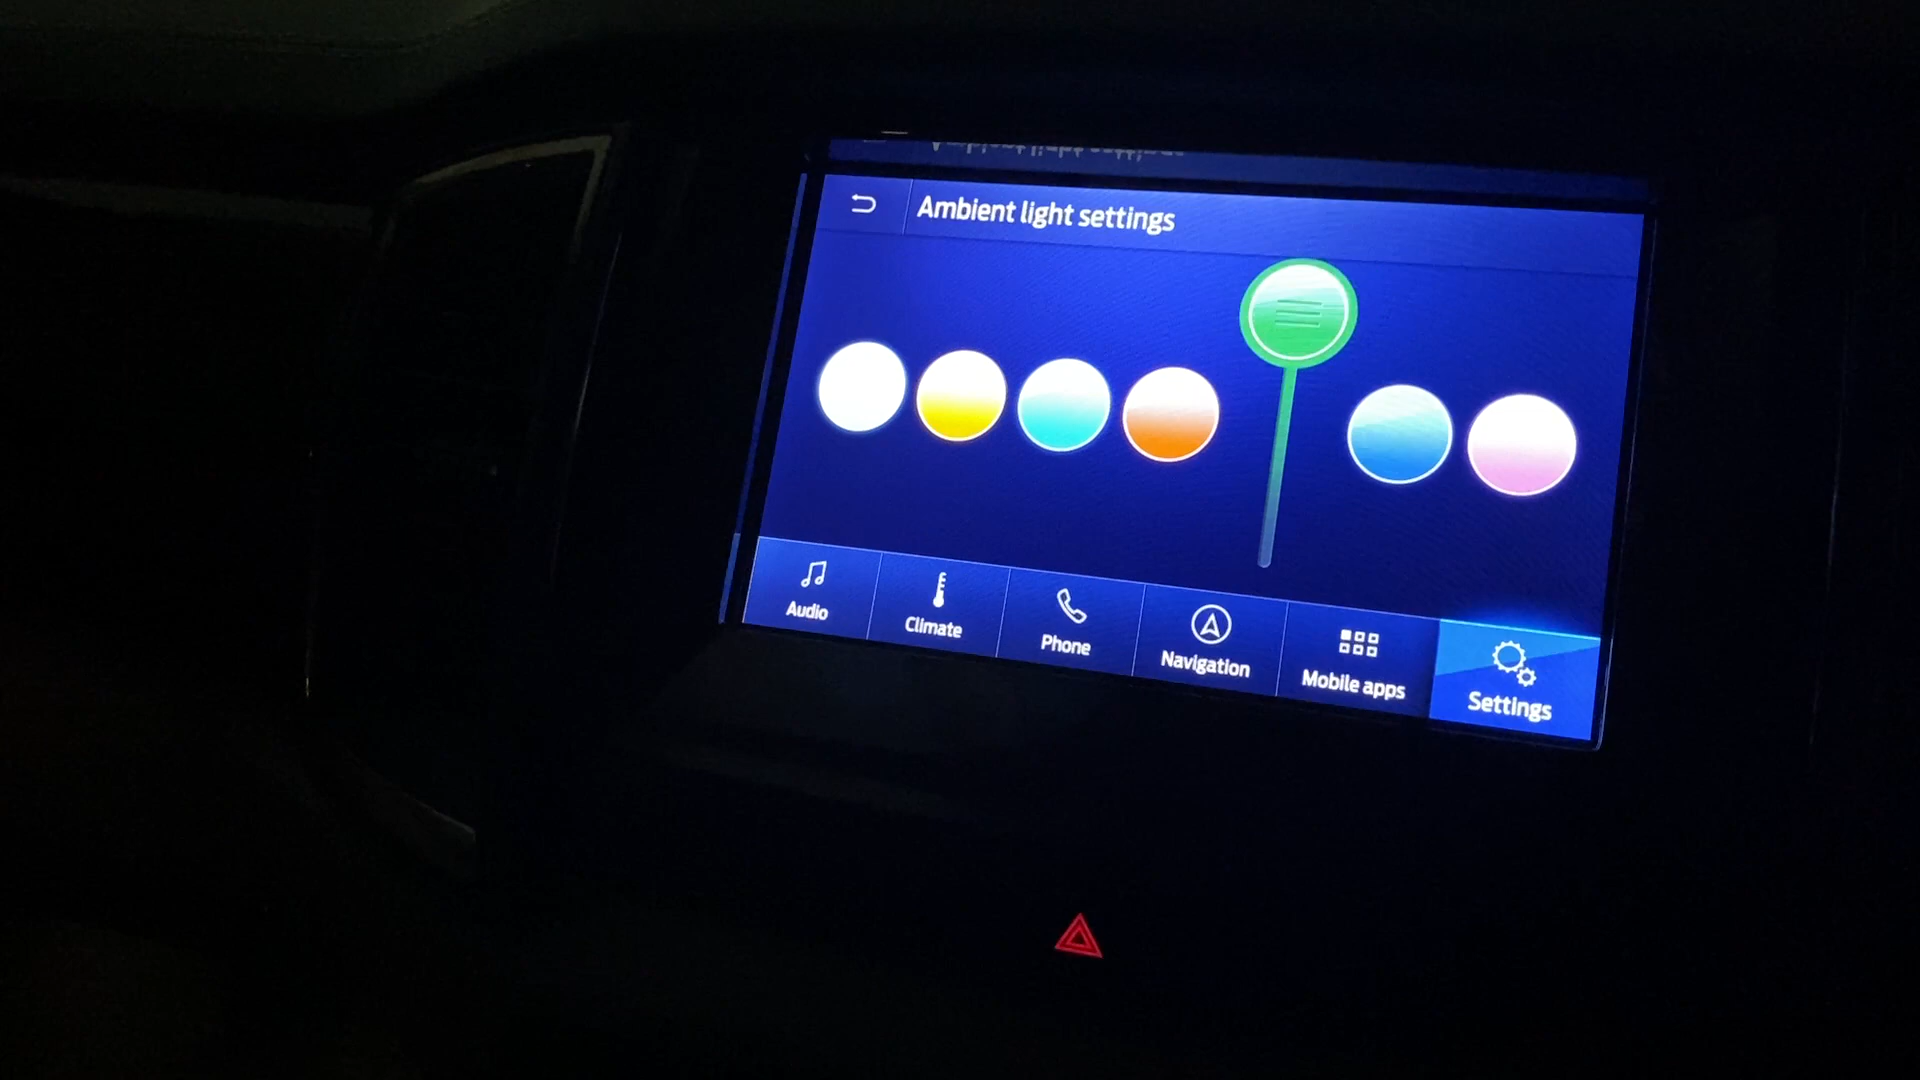 Ambient light settings
Audio
Climate
Phone
Navigation
Mobile apps
Settings